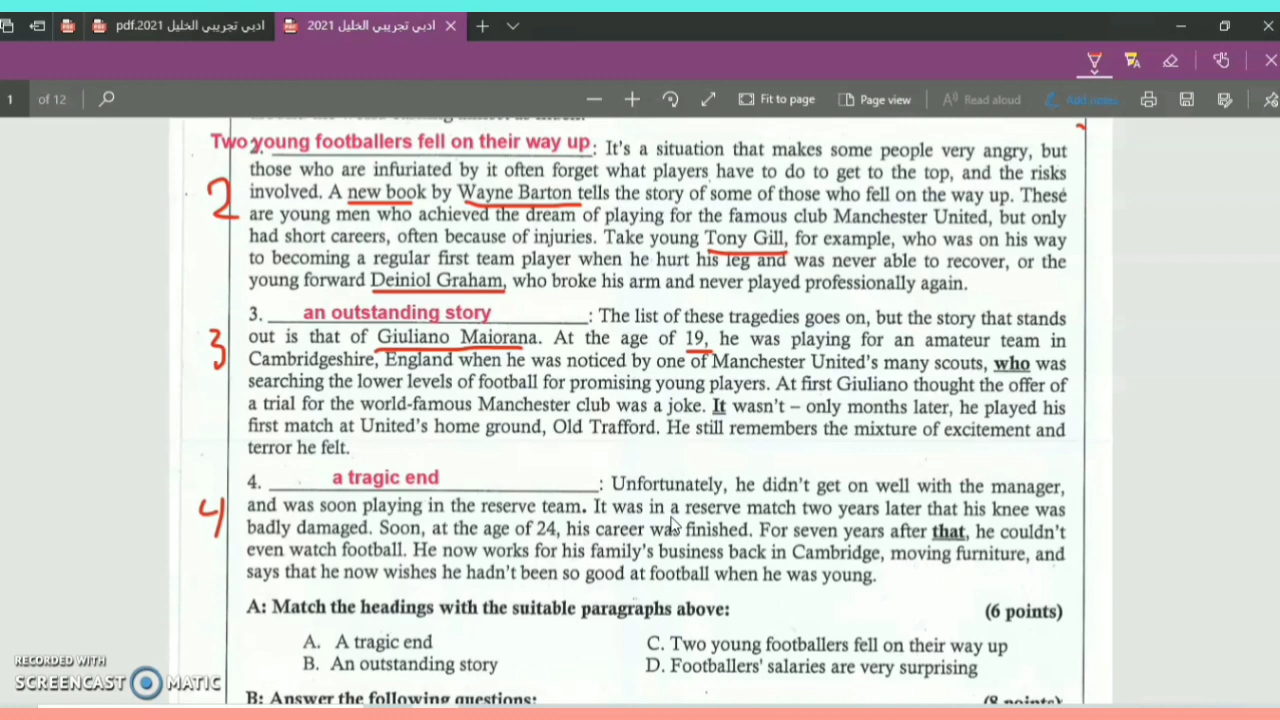 ادبي تجريبي الخليل 2021.pdf
ادبي تجريبي الخليل 2021
1 of 12
Fit to page
Page view
Read aloud
Add notes
Two young footballers fell on their way up
2. : It's a situation that makes some people very angry, but
those who are infuriated by it often forget what players have to do to get to the top, and the risks
2
involved. A new book by Wayne Barton tells the story of some of those who fell on the way up. These
are young men who achieved the dream of playing for the famous club Manchester United, but only
had short careers, often because of injuries. Take young Tony Gill, for example, who was on his way
to becoming a regular first team player when he hurt his leg and was never able to recover, or the
young forward Deiniol Graham, who broke his arm and never played professionally again.
3. an outstanding story : The list of these tragedies goes on, but the story that stands
3
out is that of Giuliano Maiorana. At the age of 19, he was playing for an amateur team in
Cambridgeshire, England when he was noticed by one of Manchester United's many scouts, who was
searching the lower levels of football for promising young players. At first Giuliano thought the offer of
a trial for the world-famous Manchester club was a joke. It wasn't – only months later, he played his
first match at United's home ground, Old Trafford. He still remembers the mixture of excitement and
terror he felt.
4. a tragic end : Unfortunately, he didn't get on well with the manager,
4
and was soon playing in the reserve team. It was in a reserve match two years later that his knee was
badly damaged. Soon, at the age of 24, his career was finished. For seven years after that, he couldn't
even watch football. He now works for his family's business back in Cambridge, moving furniture, and
says that he now wishes he hadn't been so good at football when he was young.
A: Match the headings with the suitable paragraphs above: (6 points)
A. A tragic end C. Two young footballers fell on their way up
B. An outstanding story D. Footballers' salaries are very surprising
RECORDED WITH
SCREENCAST MATIC
B: Answer the following questions: (8 points)